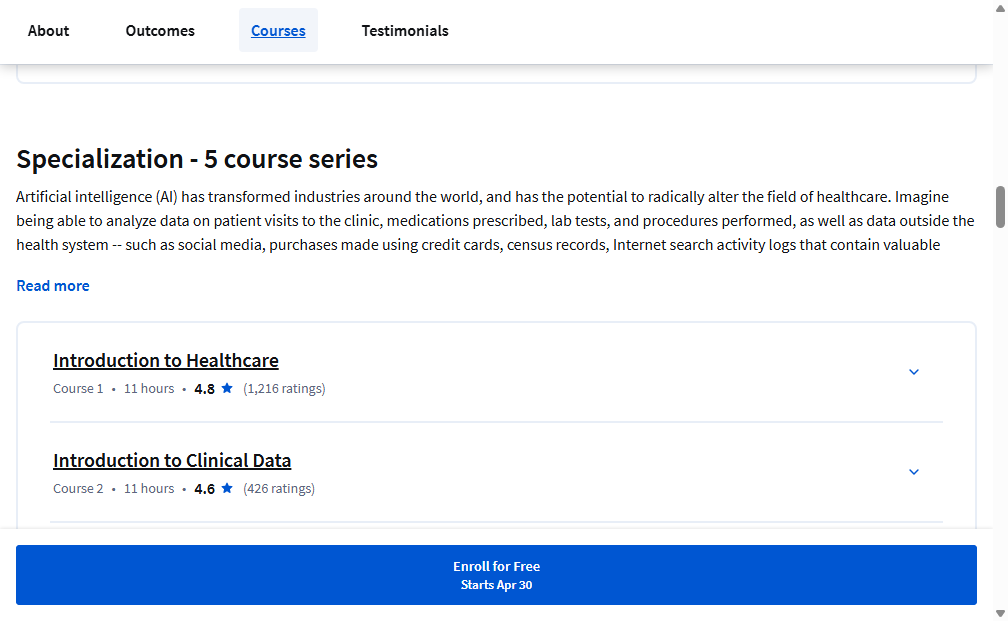 About Outcomes Courses Testimonials
Specialization - 5 course series
Artificial intelligence (AI) has transformed industries around the world, and has the potential to radically alter the field of healthcare. Imagine
being able to analyze data on patient visits to the clinic, medications prescribed, lab tests, and procedures performed, as well as data outside the
health system -- such as social media, purchases made using credit cards, census records, Internet search activity logs that contain valuable
Read more
Introduction to Healthcare
Course 1 • 11 hours • 4.8 ★ (1,216 ratings)
Introduction to Clinical Data
Course 2 • 11 hours • 4.6 ★ (426 ratings)
Enroll for Free
Starts Apr 30